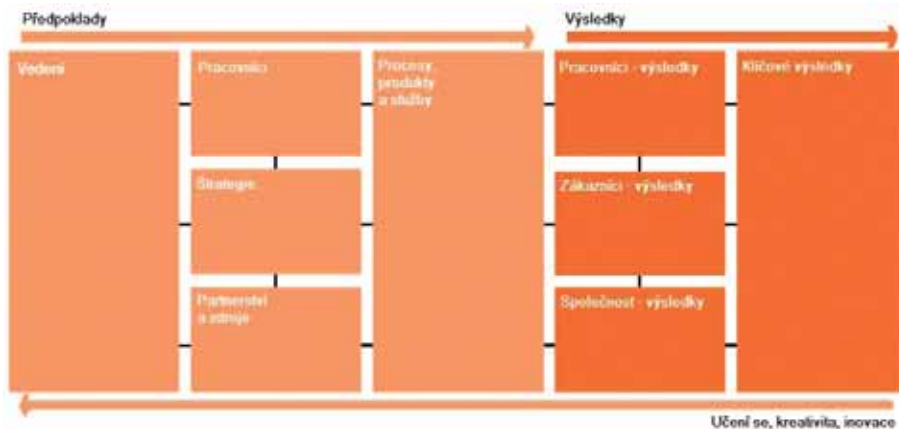 Předpoklady
Výsledky
Vedení
Pracovníci
Procesy,
produkty
a služby
Pracovníci - výsledky
Klíčové výsledky
Strategie
Zákazníci - výsledky
Partnerství
a zdroje
Společnost - výsledky
Učení se, kreativita, inovace